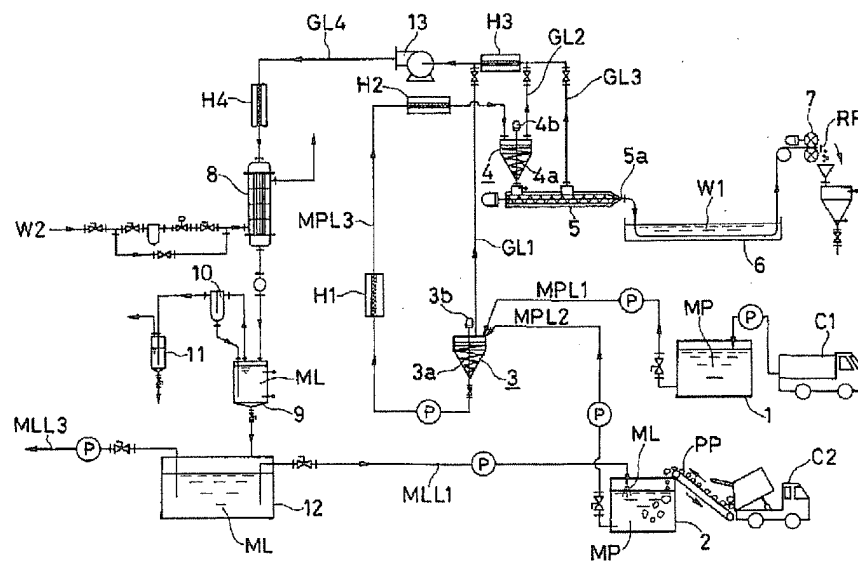 GL4
13
H3
GL2
H2
GL3
H4
4b
7
RP
4
4a
5a
8
W1
MPL3
5
W2
GL1
6
10
H1
3b
MPL1
P
P
C1
MPL2
MP
11
ML
3a
3
9
P
1
MLL3
P
P
PP
C2
ML
P
MLL1
12
ML
MP
2